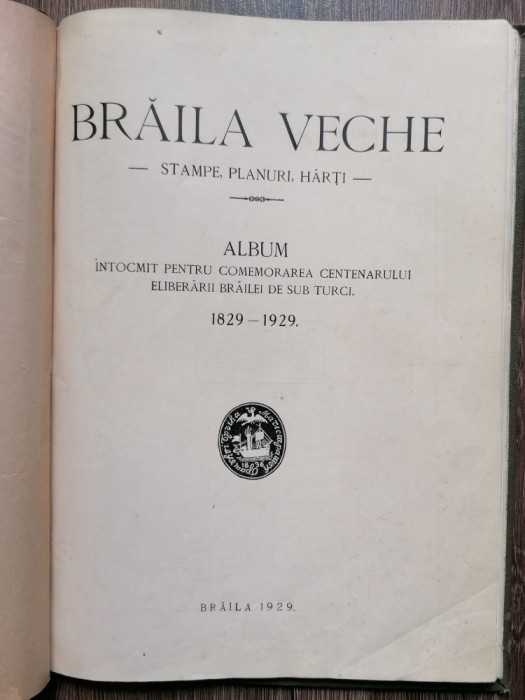 BRĂILA VECHE
— STAMPE, PLANURI, HĂRȚI —
ALBUM
ÎNTOCMIT PENTRU COMEMORAREA CENTENARULUI
ELIBERĂRII BRĂILEI DE SUB TURCI.
1829 — 1929.
1836
BRĂILA 1929.